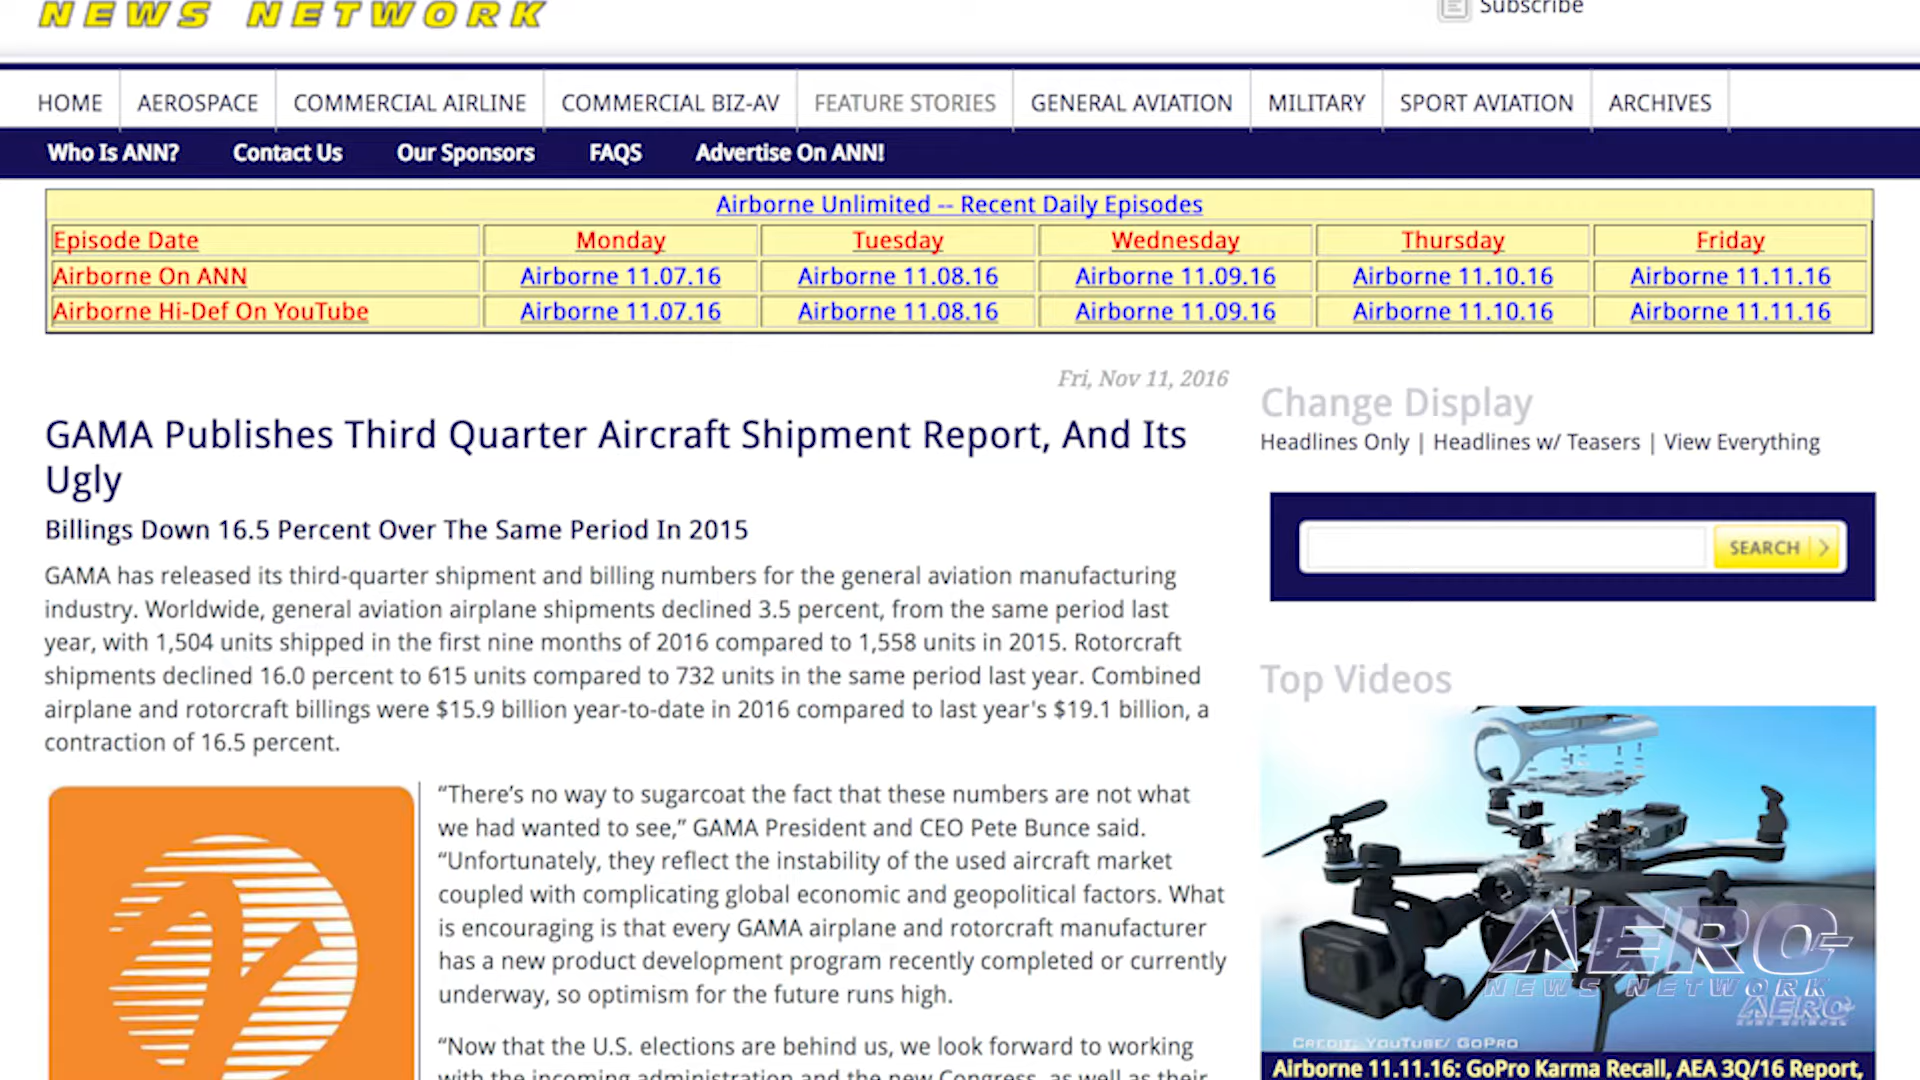 NEWS NETWORK
Subscribe
HOME
AEROSPACE
COMMERCIAL AIRLINE
COMMERCIAL BIZ-AV
FEATURE STORIES
GENERAL AVIATION
MILITARY
SPORT AVIATION
ARCHIVES
Who Is ANN?
Contact Us
Our Sponsors
FAQS
Advertise On ANN!
Airborne Unlimited -- Recent Daily Episodes
Episode Date Monday Tuesday Wednesday Thursday Friday
Airborne On ANN Airborne 11.07.16 Airborne 11.08.16 Airborne 11.09.16 Airborne 11.10.16 Airborne 11.11.16
Airborne Hi-Def On YouTube Airborne 11.07.16 Airborne 11.08.16 Airborne 11.09.16 Airborne 11.10.16 Airborne 11.11.16
Fri, Nov 11, 2016
GAMA Publishes Third Quarter Aircraft Shipment Report, And Its
Ugly
Billings Down 16.5 Percent Over The Same Period In 2015
GAMA has released its third-quarter shipment and billing numbers for the general aviation manufacturing
industry. Worldwide, general aviation airplane shipments declined 3.5 percent, from the same period last
year, with 1,504 units shipped in the first nine months of 2016 compared to 1,558 units in 2015. Rotorcraft
shipments declined 16.0 percent to 615 units compared to 732 units in the same period last year. Combined
airplane and rotorcraft billings were $15.9 billion year-to-date in 2016 compared to last year's $19.1 billion, a
contraction of 16.5 percent.
“There’s no way to sugarcoat the fact that these numbers are not what
we had wanted to see,” GAMA President and CEO Pete Bunce said.
“Unfortunately, they reflect the instability of the used aircraft market
coupled with complicating global economic and geopolitical factors. What
is encouraging is that every GAMA airplane and rotorcraft manufacturer
has a new product development program recently completed or currently
underway, so optimism for the future runs high.
“Now that the U.S. elections are behind us, we look forward to working
with the incoming administration and the new Congress, as well as their
Change Display
Headlines Only | Headlines w/ Teasers | View Everything
SEARCH
Top Videos
AERO
NEWS NETWORK
AERO
NEWS NETWORK
CREDIT: YOUTUBE/ GOPRO
Airborne 11.11.16: GoPro Karma Recall, AEA 3Q/16 Report,